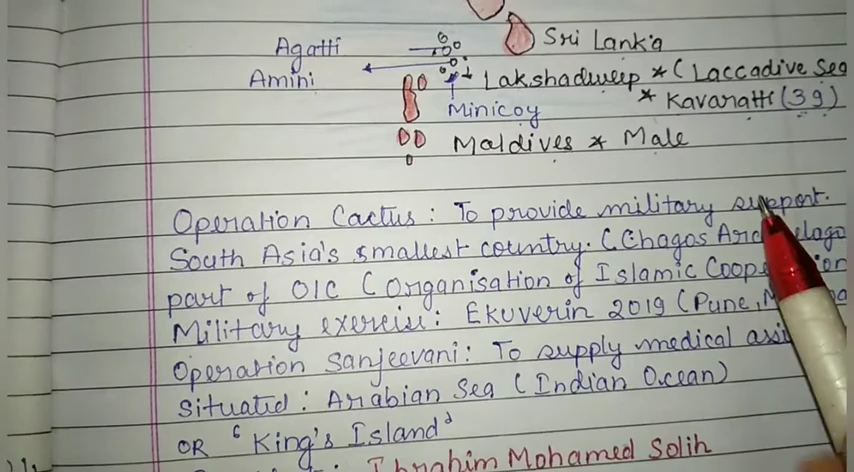 Sri Lanka
Agatti
Amini
Lakshadweep * (Laccadive Sea
Minicoy
* Kavaratti (39)
Maldives * Male
Operation Cactus: To provide military support.
South Asia's smallest country. (Chagos
part of OIC (Organisation of Islamic
Military exercise: Ekuverin 2019 (Pune,
Operation Sanjeevani: To supply medical
Situated: Arabian Sea (Indian Ocean)
OR 'King's Island'
Ibrahim Mohamed Solih